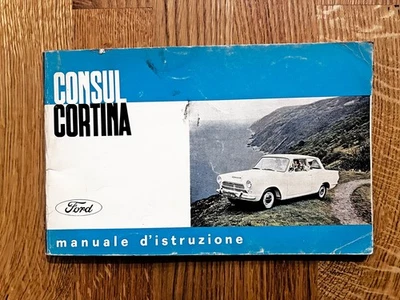 CONSUL
CORTINA
Ford
manuale d'istruzione